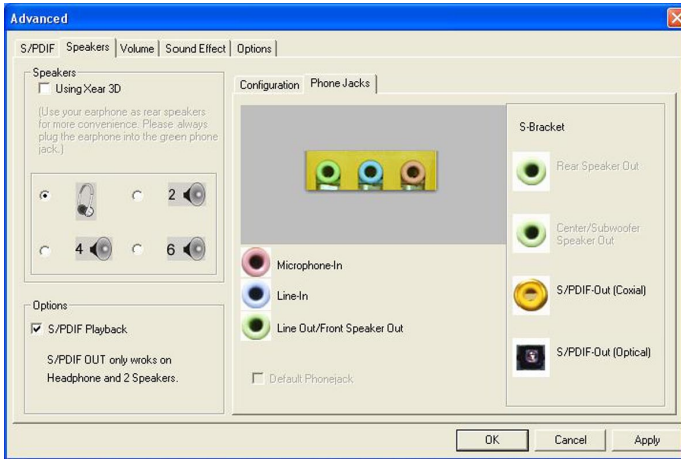 Advanced
S/PDIF
Speakers
Volume
Sound Effect
Options
Speakers
Using Xear 3D
(Use your earphone as rear speakers
for more convenience. Please always
plug the earphone into the green phone
jack.)
2
4
6
Options
S/PDIF Playback
S/PDIF OUT only wroks on
Headphone and 2 Speakers.
Configuration
Phone Jacks
Microphone-In
Line-In
Line Out/Front Speaker Out
Default Phonejack
S-Bracket
Rear Speaker Out
Center/Subwoofer
Speaker Out
S/PDIF-Out (Coxial)
S/PDIF-Out (Optical)
OK
Cancel
Apply